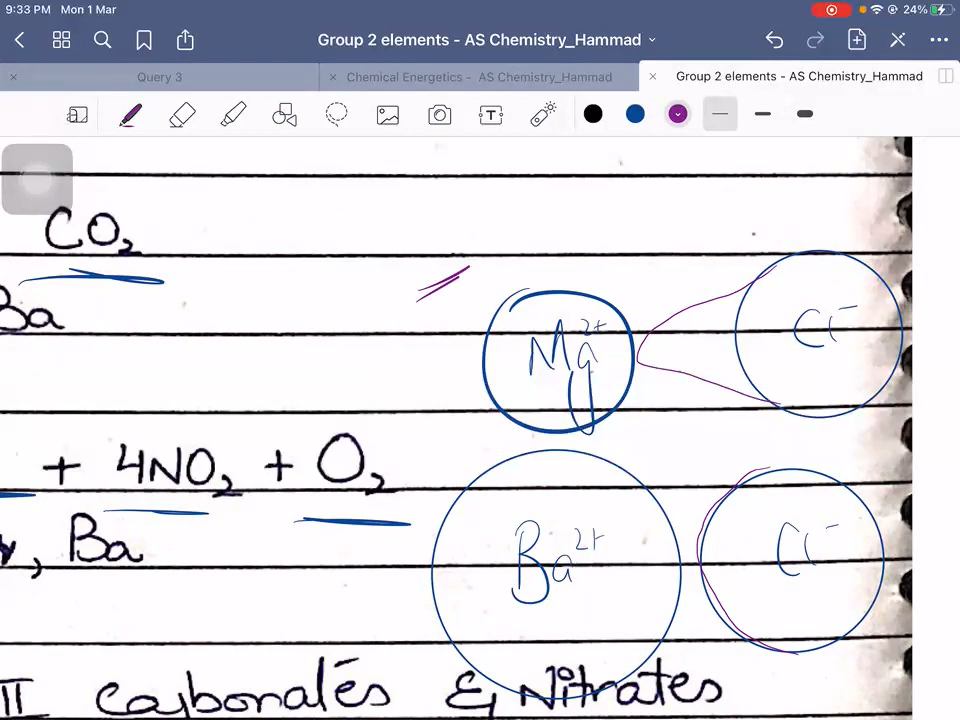 9:33 PM Mon 1 Mar
24%
Group 2 elements - AS Chemistry_Hammad
Query 3
Chemical Energetics - AS Chemistry_Hammad
Group 2 elements - AS Chemistry_Hammad
CO₂
Ba
Mg²⁺
Cl⁻
+ 4NO₂ + O₂
, Ba
Ba²⁺
Cl⁻
II Carbonates & Nitrates